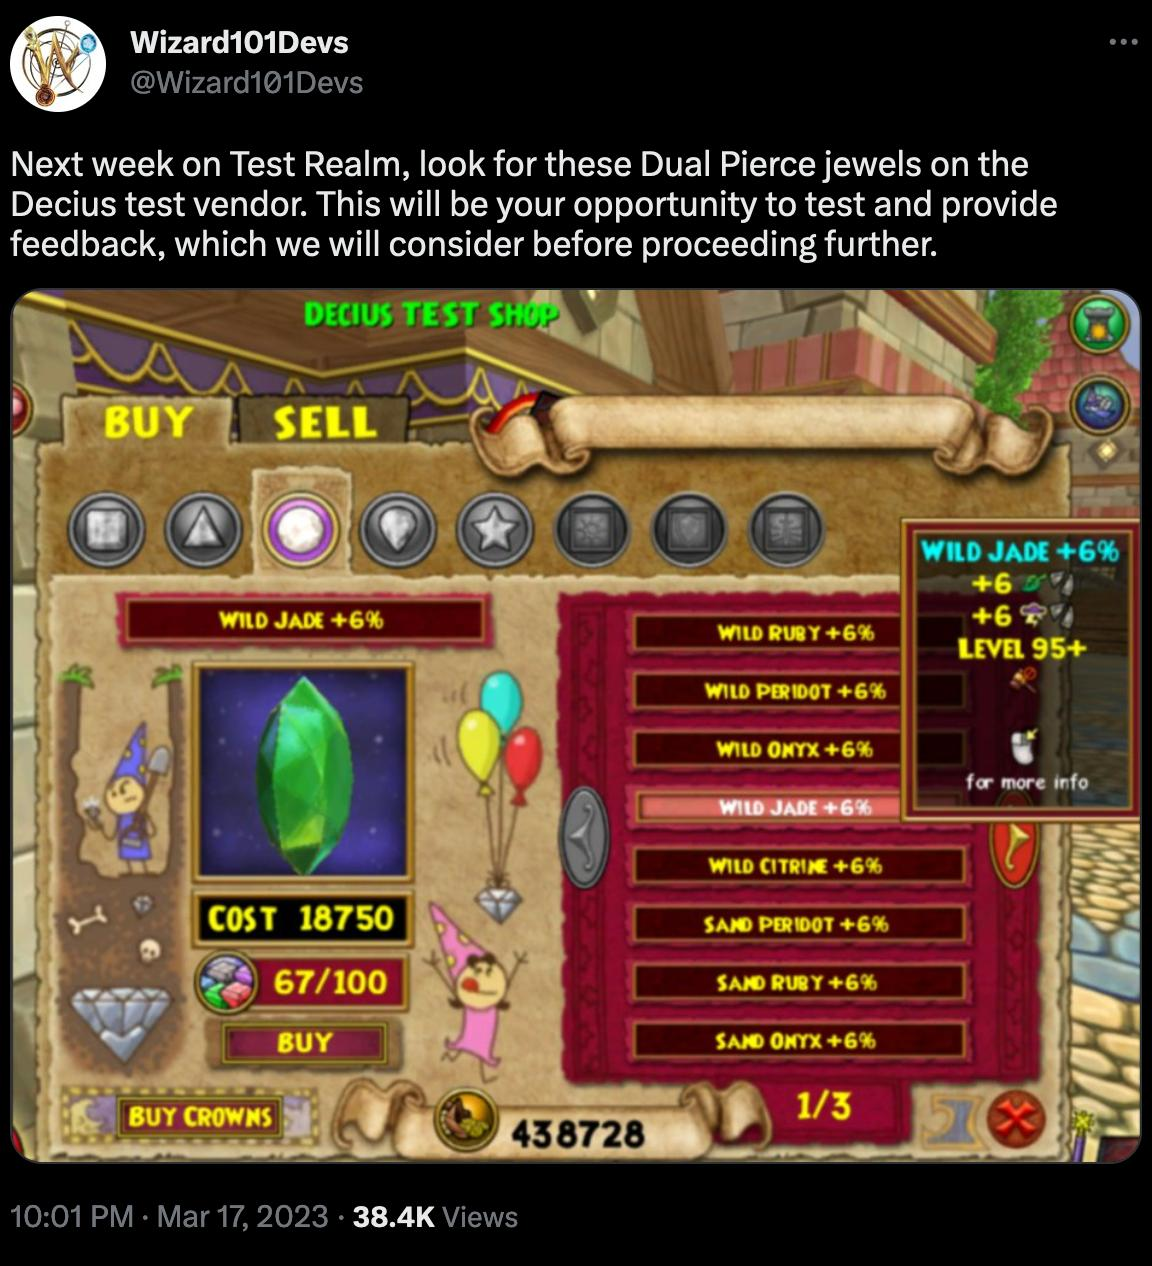 Wizard101Devs
@Wizard101Devs
Next week on Test Realm, look for these Dual Pierce jewels on the
Decius test vendor. This will be your opportunity to test and provide
feedback, which we will consider before proceeding further.
DECIUS TEST SHOP
BUY
SELL
WILD JADE +6%
COST 18750
67/100
BUY
WILD RUBY +6%
WILD PERIDOT +6%
WILD ONYX +6%
WILD JADE +6%
WILD CITRINE +6%
SAND PERIDOT +6%
SAND RUBY +6%
SAND ONYX +6%
WILD JADE +6%
+6
+6
LEVEL 95+
for more info
BUY CROWNS
438728
1/3
10:01 PM · Mar 17, 2023 · 38.4K Views